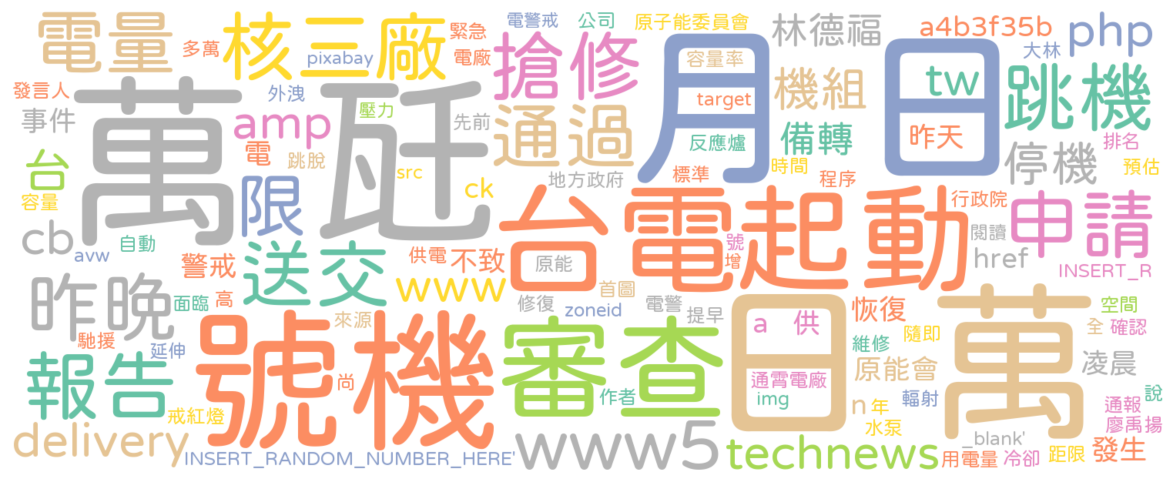 電量
多萬
核三廠
pixabay
緊急
電廠
電警戒
公司
搶修
原子能委員會
容量率
target
林德福
a4b3f35b
php
大林
tw
跳機
排名
預估
發言人
事件
外洩
萬瓩
壓力
先前
通過
月日
機組
備轉
昨天
停機
反應爐
標準
時間
程序
行政院
地方政府
amp
電
跳脫
src
ck
台
容量
限
cb
avw
自動
警戒
送交
供電
不致
www
台電
原能
號
增
起動
閱讀
href
申請
INSERT_R
昨晚
面臨
高
來源
修復
zoneid
首圖
電警
提早
恢復
隨即
維修
原能會
日
萬
空間
全
確認
凌晨
馳援
延伸
報告
號機
尚
審查
作者
a
供
通霄電廠
img
n
年
輻射
水泵
通報
說
廖禹揚
戒紅燈
delivery
INSERT_RANDOM_NUMBER_HERE'
www5
technews
_blank'
用電量
冷卻
距限
發生